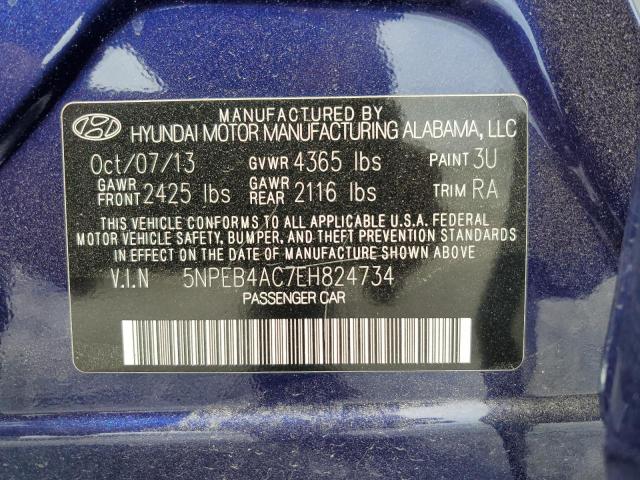 MANUFACTURED BY
HYUNDAI MOTOR MANUFACTURING ALABAMA, LLC
Oct/07/13 GVWR 4365 lbs PAINT 3U
GAWR FRONT 2425 lbs GAWR REAR 2116 lbs TRIM RA
THIS VEHICLE CONFORMS TO ALL APPLICABLE U.S.A. FEDERAL
MOTOR VEHICLE SAFETY, BUMPER, AND THEFT PREVENTION STANDARDS
IN EFFECT ON THE DATE OF MANUFACTURE SHOWN ABOVE
V.I.N 5NPEB4AC7EH824734
PASSENGER CAR